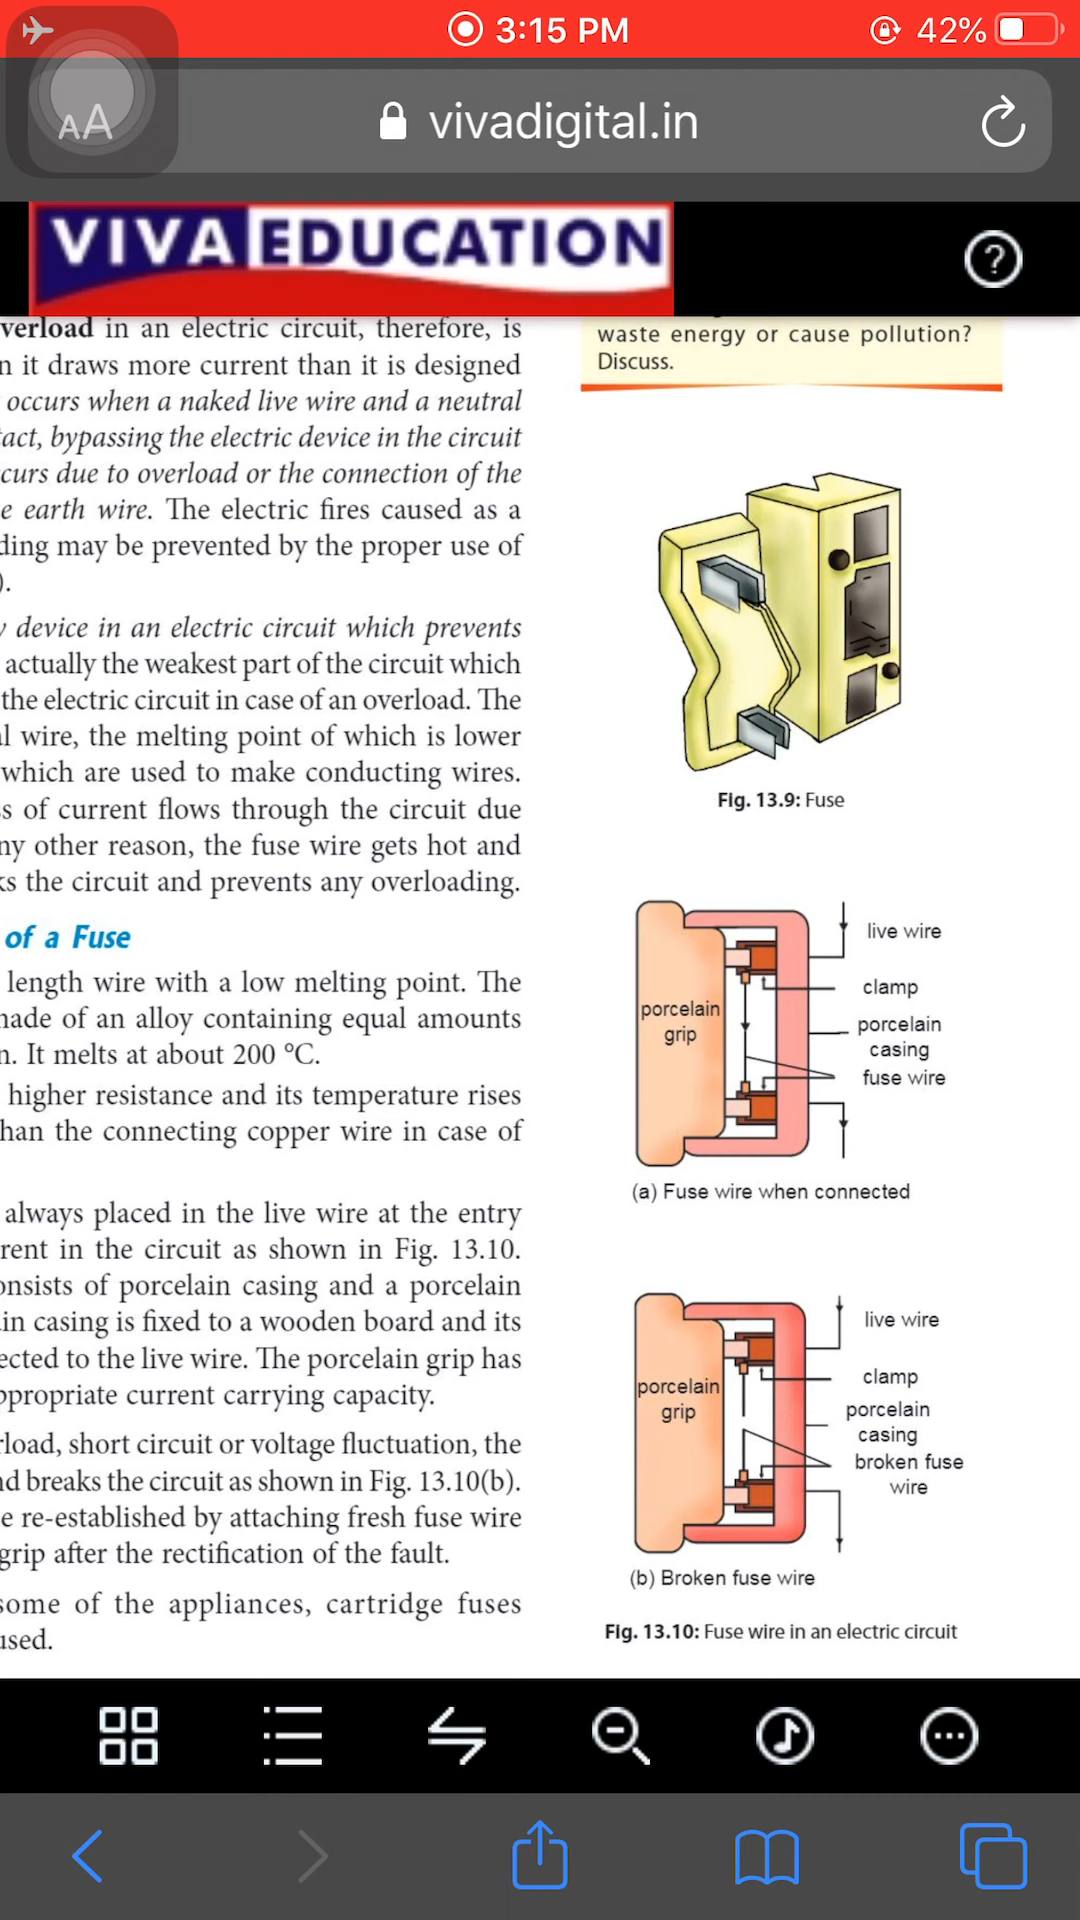 3:15 PM
42%
AA
vivadigital.in
VIVA EDUCATION
?
verload in an electric circuit, therefore, is
n it draws more current than it is designed
occurs when a naked live wire and a neutral
tact, bypassing the electric device in the circuit
curs due to overload or the connection of the
e earth wire. The electric fires caused as a
ding may be prevented by the proper use of
).
y device in an electric circuit which prevents
actually the weakest part of the circuit which
the electric circuit in case of an overload. The
al wire, the melting point of which is lower
which are used to make conducting wires.
ss of current flows through the circuit due
ny other reason, the fuse wire gets hot and
ks the circuit and prevents any overloading.
of a Fuse
length wire with a low melting point. The
nade of an alloy containing equal amounts
n. It melts at about 200 °C.
higher resistance and its temperature rises
han the connecting copper wire in case of
always placed in the live wire at the entry
rent in the circuit as shown in Fig. 13.10.
onsists of porcelain casing and a porcelain
in casing is fixed to a wooden board and its
ected to the live wire. The porcelain grip has
ppropriate current carrying capacity.
rload, short circuit or voltage fluctuation, the
nd breaks the circuit as shown in Fig. 13.10(b).
e re-established by attaching fresh fuse wire
grip after the rectification of the fault.
some of the appliances, cartridge fuses
used.
waste energy or cause pollution?
Discuss.
Fig. 13.9: Fuse
live wire
clamp
porcelain
grip
porcelain
casing
fuse wire
(a) Fuse wire when connected
live wire
clamp
porcelain
grip
porcelain
casing
broken fuse
wire
(b) Broken fuse wire
Fig. 13.10: Fuse wire in an electric circuit